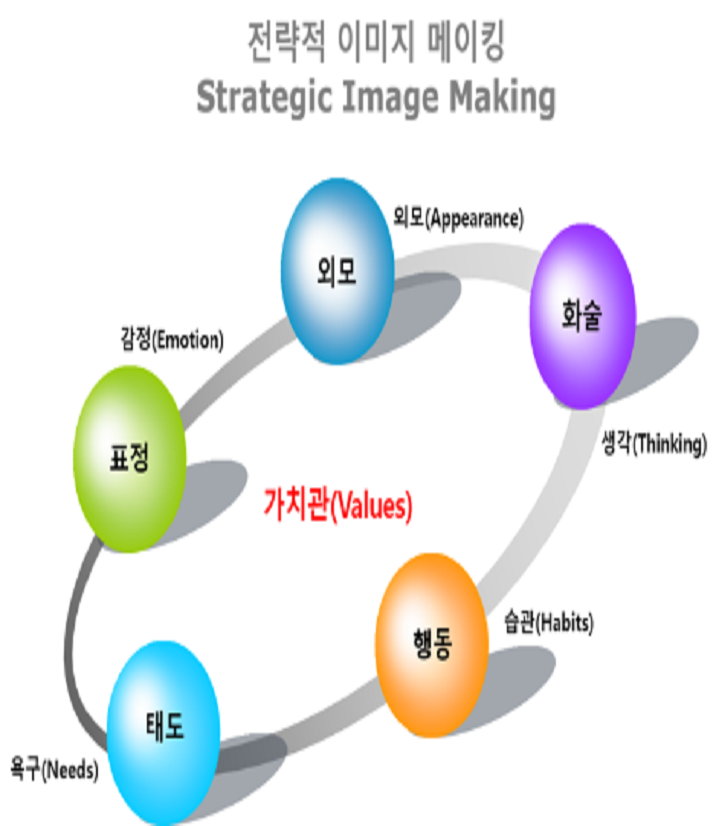 전략적 이미지 메이킹
Strategic Image Making
외모
외모(Appearance)
화술
생각(Thinking)
감정(Emotion)
표정
가치관(Values)
행동
습관(Habits)
태도
욕구(Needs)